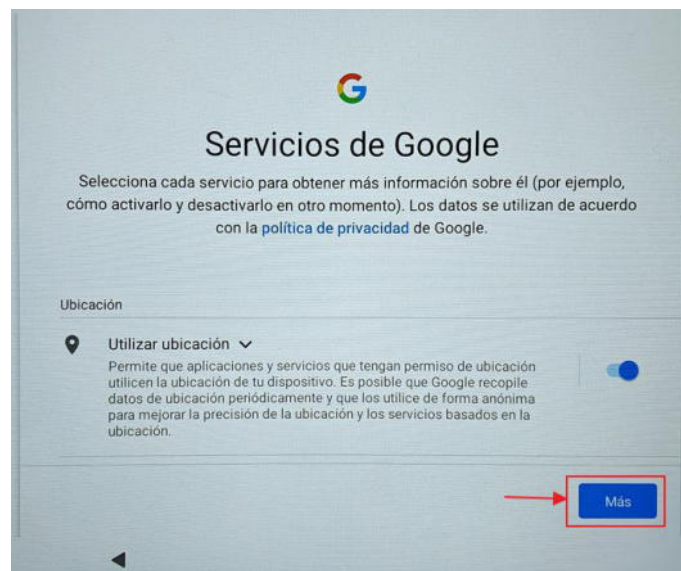 Servicios de Google
Selecciona cada servicio para obtener más información sobre él (por ejemplo,
cómo activarlo y desactivarlo en otro momento). Los datos se utilizan de acuerdo
con la política de privacidad de Google.
Ubicación
Utilizar ubicación
Permite que aplicaciones y servicios que tengan permiso de ubicación
utilicen la ubicación de tu dispositivo. Es posible que Google recopile
datos de ubicación periódicamente y que los utilice de forma anónima
para mejorar la precisión de la ubicación y los servicios basados en la
ubicación.
Más